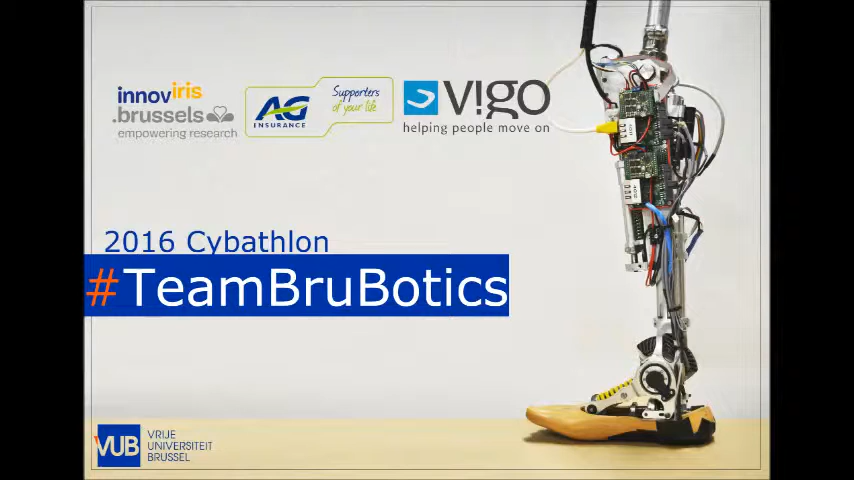 innoviris
.brussels
empowering research
AG
INSURANCE
Supporters
of your life
v!go
helping people move on
2016 Cybathlon
#TeamBruBotics
VUB
VRIJE
UNIVERSITEIT
BRUSSEL